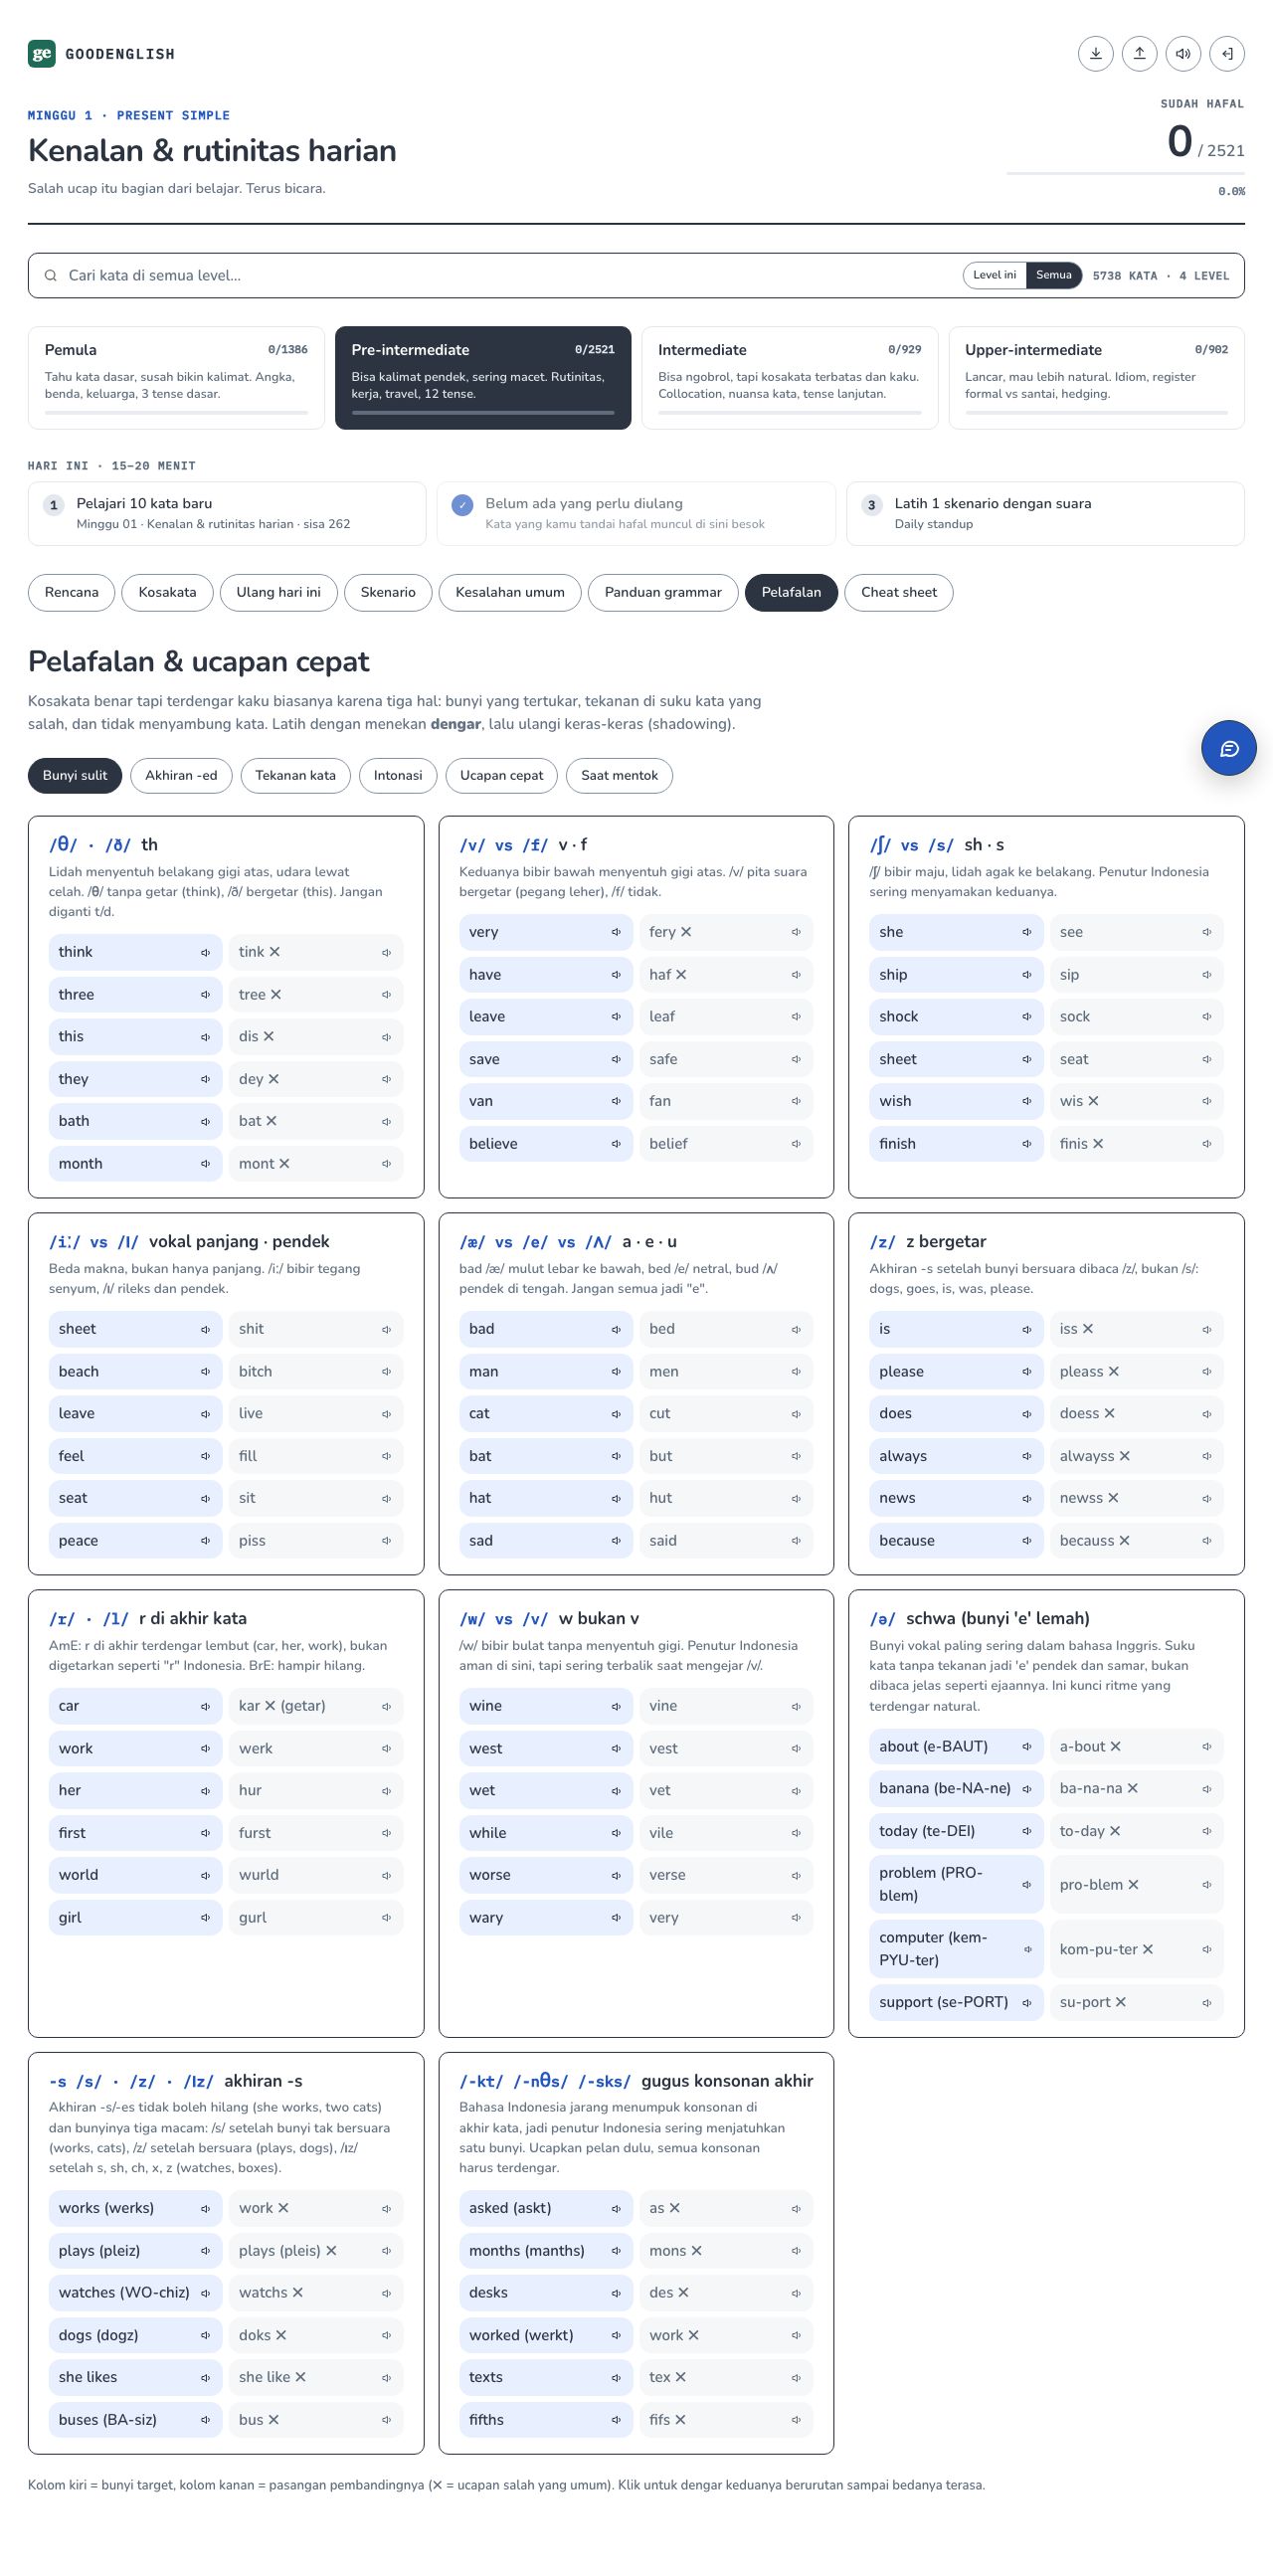 ge GOODENGLISH
MINGGU 1 · PRESENT SIMPLE
Kenalan & rutinitas harian
Salah ucap itu bagian dari belajar. Terus bicara.
SUDAH HAFAL
0 / 2521
0.0%
Cari kata di semua level...
Level ini Semua 5738 KATA · 4 LEVEL
Pemula 0/1386
Tahu kata dasar, susah bikin kalimat. Angka,
benda, keluarga, 3 tense dasar.
Pre-intermediate 0/2521
Bisa kalimat pendek, sering macet. Rutinitas,
kerja, travel, 12 tense.
Intermediate 0/929
Bisa ngobrol, tapi kosakata terbatas dan kaku.
Collocation, nuansa kata, tense lanjutan.
Upper-intermediate 0/902
Lancar, mau lebih natural. Idiom, register
formal vs santai, hedging.
HARI INI · 15–20 MENIT
1 Pelajari 10 kata baru
Minggu 01 · Kenalan & rutinitas harian · sisa 262
✓ Belum ada yang perlu diulang
Kata yang kamu tandai hafal muncul di sini besok
3 Latih 1 skenario dengan suara
Daily standup
Rencana Kosakata Ulang hari ini Skenario Kesalahan umum Panduan grammar Pelafalan Cheat sheet
Pelafalan & ucapan cepat
Kosakata benar tapi terdengar kaku biasanya karena tiga hal: bunyi yang tertukar, tekanan di suku kata yang
salah, dan tidak menyambung kata. Latih dengan menekan dengar, lalu ulangi keras-keras (shadowing).
Bunyi sulit Akhiran -ed Tekanan kata Intonasi Ucapan cepat Saat mentok
/θ/ · /ð/ th
Lidah menyentuh belakang gigi atas, udara lewat
celah. /θ/ tanpa getar (think), /ð/ bergetar (this). Jangan
diganti t/d.
think tink ✕
three tree ✕
this dis ✕
they dey ✕
bath bat ✕
month mont ✕
/v/ vs /f/ v · f
Keduanya bibir bawah menyentuh gigi atas. /v/ pita suara
bergetar (pegang leher), /f/ tidak.
very fery ✕
have haf ✕
leave leaf
save safe
van fan
believe belief
/ʃ/ vs /s/ sh · s
/ʃ/ bibir maju, lidah agak ke belakang. Penutur Indonesia
sering menyamakan keduanya.
she see
ship sip
shock sock
sheet seat
wish wis ✕
finish finis ✕
/iː/ vs /ɪ/ vokal panjang · pendek
Beda makna, bukan hanya panjang. /iː/ bibir tegang
senyum, /ɪ/ rileks dan pendek.
sheet shit
beach bitch
leave live
feel fill
seat sit
peace piss
/æ/ vs /e/ vs /ʌ/ a · e · u
bad /æ/ mulut lebar ke bawah, bed /e/ netral, bud /ʌ/
pendek di tengah. Jangan semua jadi "e".
bad bed
man men
cat cut
bat but
hat hut
sad said
/z/ z bergetar
Akhiran -s setelah bunyi bersuara dibaca /z/, bukan /s/:
dogs, goes, is, was, please.
is iss ✕
please pleass ✕
does doess ✕
always alwayss ✕
news newss ✕
because becauss ✕
/r/ · /l/ r di akhir kata
AmE: r di akhir terdengar lembut (car, her, work), bukan
digetarkan seperti "r" Indonesia. BrE: hampir hilang.
car kar ✕ (getar)
work werk
her hur
first furst
world wurld
girl gurl
/w/ vs /v/ w bukan v
/w/ bibir bulat tanpa menyentuh gigi. Penutur Indonesia
aman di sini, tapi sering terbalik saat mengejar /v/.
wine vine
west vest
wet vet
while vile
worse verse
wary very
/ə/ schwa (bunyi 'e' lemah)
Bunyi vokal paling sering dalam bahasa Inggris. Suku
kata tanpa tekanan jadi 'e' pendek dan samar, bukan
dibaca jelas seperti ejaannya. Ini kunci ritme yang
terdengar natural.
about (e-BAUT) a-bout ✕
banana (be-NA-ne) ba-na-na ✕
today (te-DEI) to-day ✕
problem (PRO-
blem) pro-blem ✕
computer (kem-
PYU-ter) kom-pu-ter ✕
support (se-PORT) su-port ✕
-s /s/ · /z/ · /ɪz/ akhiran -s
Akhiran -s/-es tidak boleh hilang (she works, two cats)
dan bunyinya tiga macam: /s/ setelah bunyi tak bersuara
(works, cats), /z/ setelah bersuara (plays, dogs), /ɪz/
setelah s, sh, ch, x, z (watches, boxes).
works (werks) work ✕
plays (pleiz) plays (pleis) ✕
watches (WO-chiz) watchs ✕
dogs (dogz) doks ✕
she likes she like ✕
buses (BA-siz) bus ✕
/-kt/ /-nθs/ /-sks/ gugus konsonan akhir
Bahasa Indonesia jarang menumpuk konsonan di
akhir kata, jadi penutur Indonesia sering menjatuhkan
satu bunyi. Ucapkan pelan dulu, semua konsonan
harus terdengar.
asked (askt) as ✕
months (manths) mons ✕
desks des ✕
worked (werkt) work ✕
texts tex ✕
fifths fifs ✕
Kolom kiri = bunyi target, kolom kanan = pasangan pembandingnya (✕ = ucapan salah yang umum). Klik untuk dengar keduanya berurutan sampai bedanya terasa.